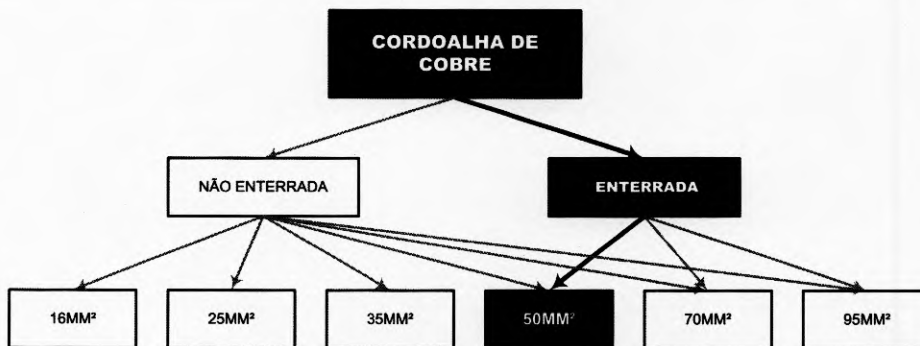 CORDOALHA DE
COBRE
NÃO ENTERRADA
ENTERRADA
16MM²
25MM²
35MM²
50MM²
70MM²
95MM²